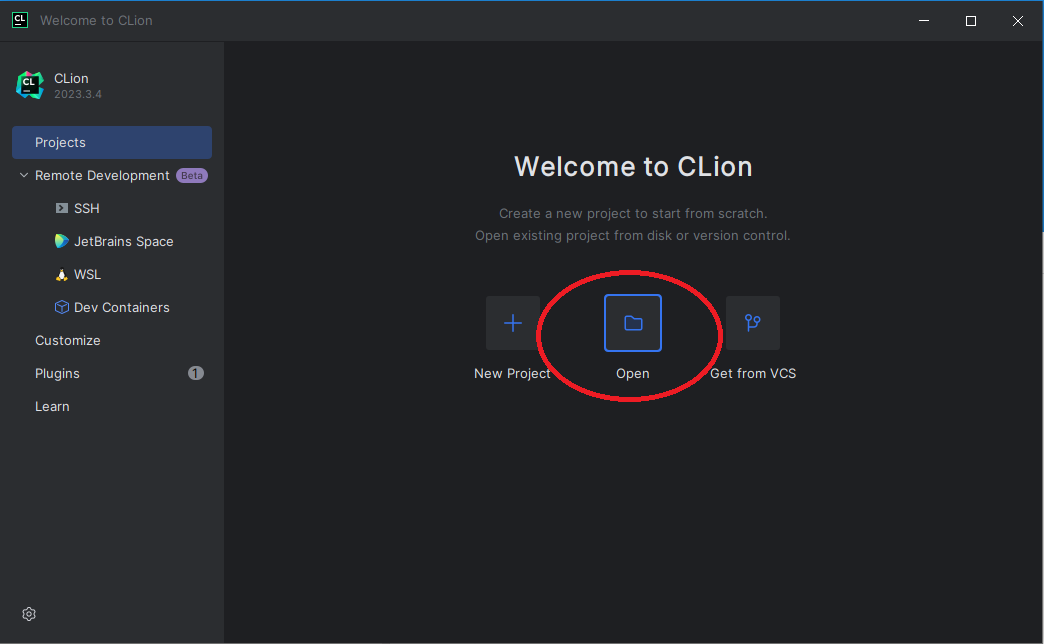 CL Welcome to CLion
CL CLion
2023.3.4
Projects
Remote Development Beta
SSH
JetBrains Space
WSL
Dev Containers
Customize
Plugins 1
Learn
Welcome to CLion
Create a new project to start from scratch.
Open existing project from disk or version control.
New Project Open Get from VCS